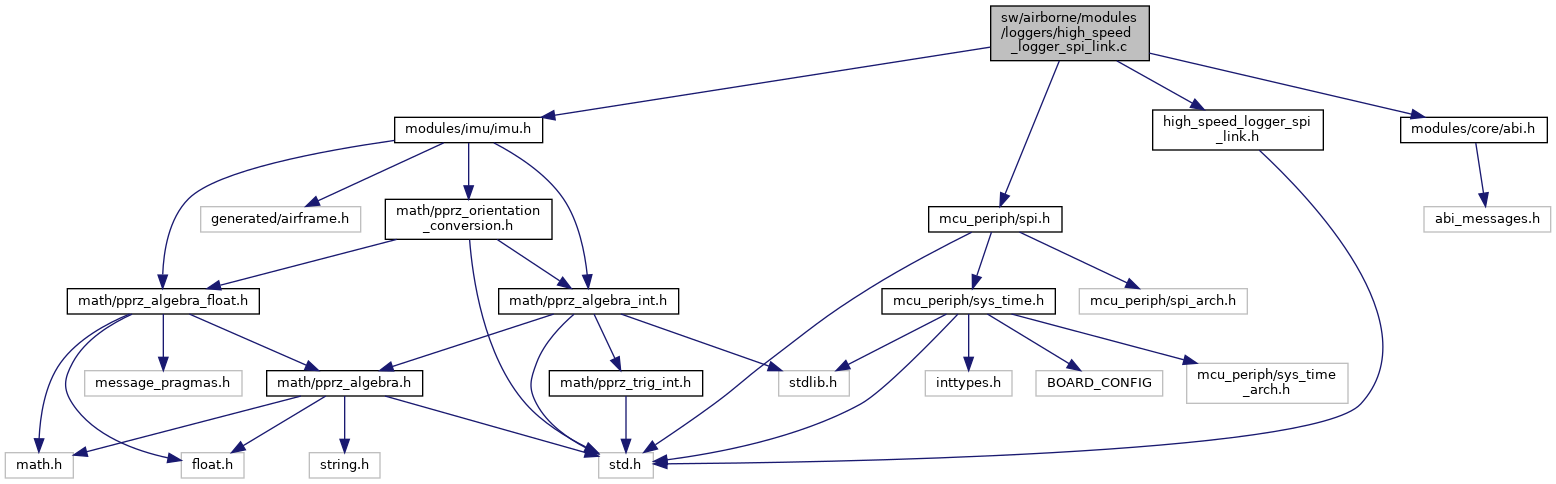 sw/airborne/modules
/loggers/high_speed
_logger_spi_link.c
modules/imu/imu.h
high_speed_logger_spi
_link.h
modules/core/abi.h
generated/airframe.h
math/pprz_orientation
_conversion.h
mcu_periph/spi.h
abi_messages.h
math/pprz_algebra_float.h
math/pprz_algebra_int.h
mcu_periph/sys_time.h
mcu_periph/spi_arch.h
message_pragmas.h
math/pprz_algebra.h
math/pprz_trig_int.h
stdlib.h
inttypes.h
BOARD_CONFIG
mcu_periph/sys_time
_arch.h
math.h
float.h
string.h
std.h